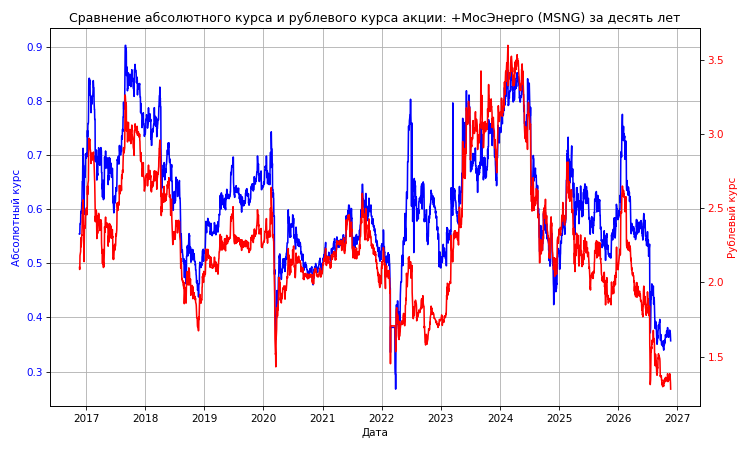 Сравнение абсолютного курса и рублевого курса акции: +МосЭнерго (MSNG) за десять лет
Абсолютный курс
0.9
0.8
0.7
0.6
0.5
0.4
0.3
3.5
3.0
2.5
2.0
1.5
Рублевый курс
2017 2018 2019 2020 2021 2022 2023 2024 2025 2026 2027
Дата